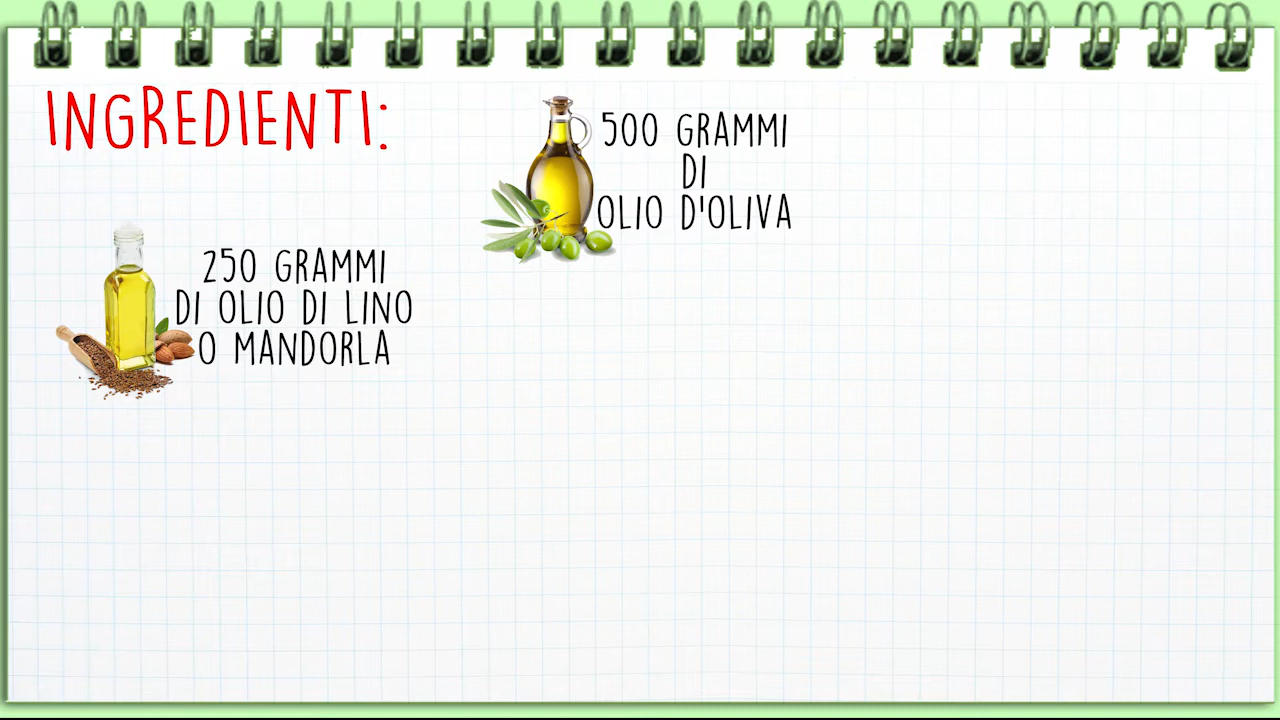 INGREDIENTI:
250 GRAMMI
DI OLIO DI LINO
O MANDORLA
500 GRAMMI
DI
OLIO D'OLIVA